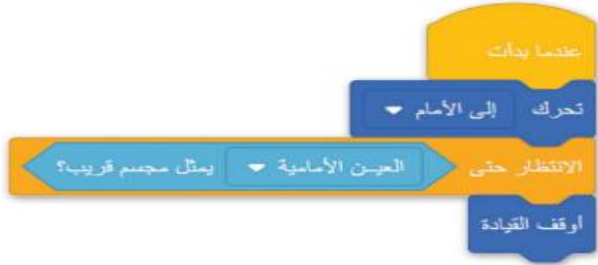 عندما بدأت
تحرك إلى الأمام
الانتظار حتى العين الأمامية يمثل مجسم قريب؟
أوقف القيادة